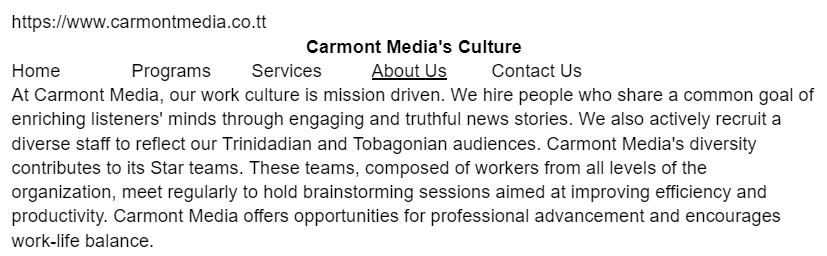 https://www.carmontmedia.co.tt
Carmont Media's Culture
Home Programs Services About Us Contact Us
At Carmont Media, our work culture is mission driven. We hire people who share a common goal of
enriching listeners' minds through engaging and truthful news stories. We also actively recruit a
diverse staff to reflect our Trinidadian and Tobagonian audiences. Carmont Media's diversity
contributes to its Star teams. These teams, composed of workers from all levels of the
organization, meet regularly to hold brainstorming sessions aimed at improving efficiency and
productivity. Carmont Media offers opportunities for professional advancement and encourages
work-life balance.